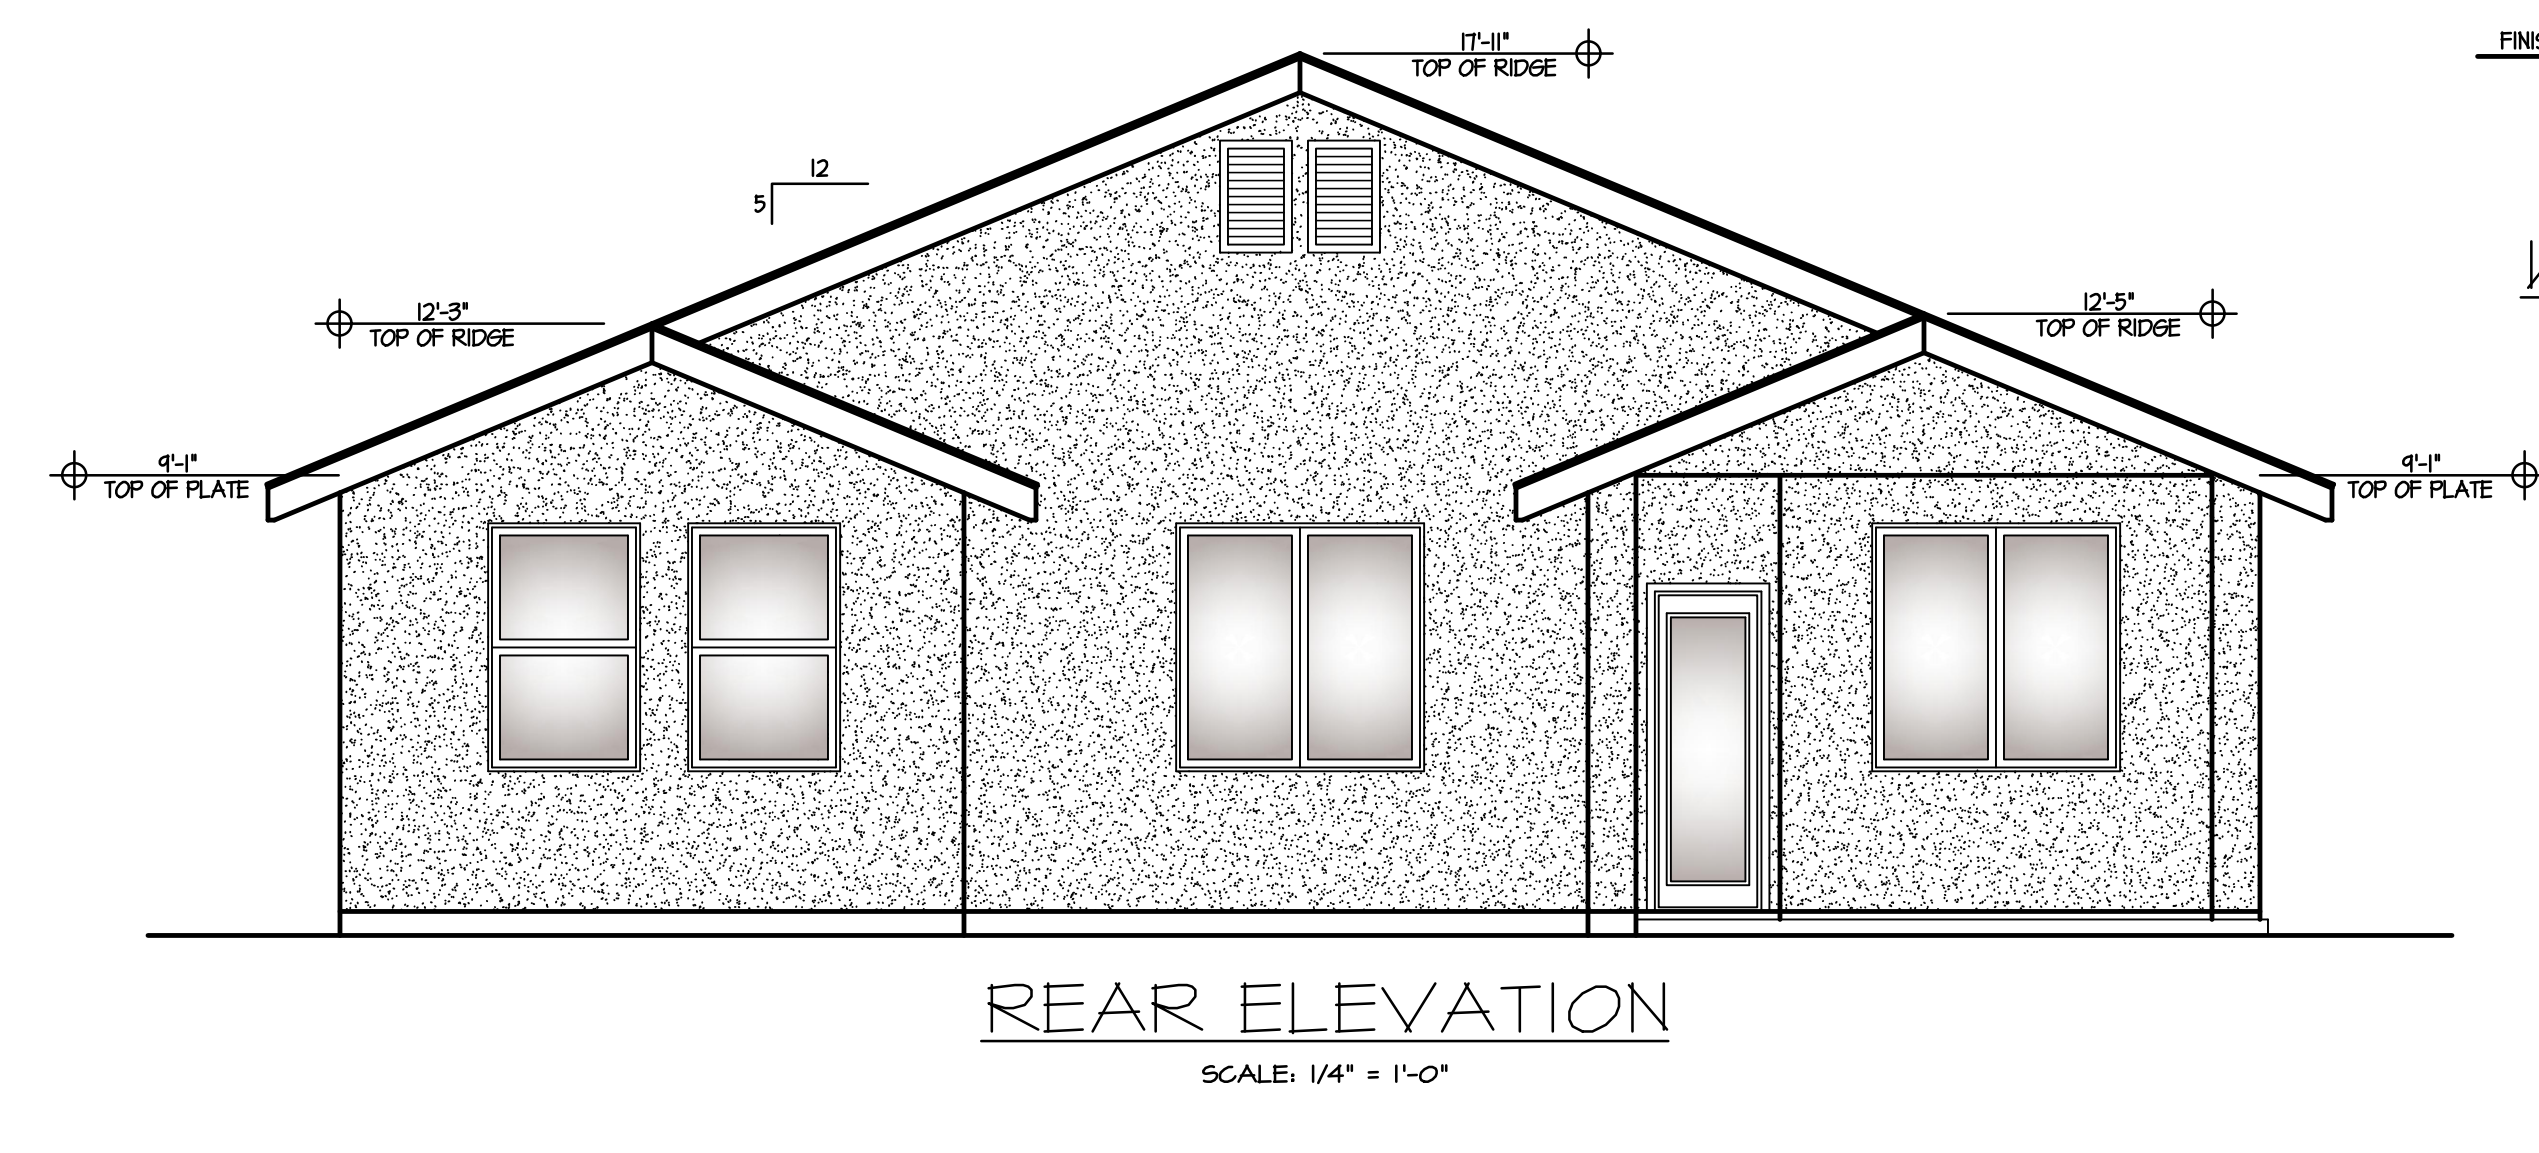 17'-11"
TOP OF RIDGE
12
5
12'-3"
TOP OF RIDGE
12'-5"
TOP OF RIDGE
9'-1"
TOP OF PLATE
9'-1"
TOP OF PLATE
REAR ELEVATION
SCALE: 1/4" = 1'-0"